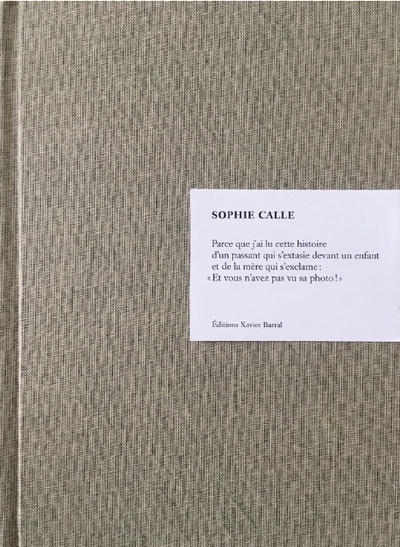 SOPHIE CALLE
Parce que j'ai lu cette histoire
d'un passant qui s'extasie devant un enfant
et de la mère qui s'exclame :
« Et vous n'avez pas vu sa photo ! »
Éditions Xavier Barral